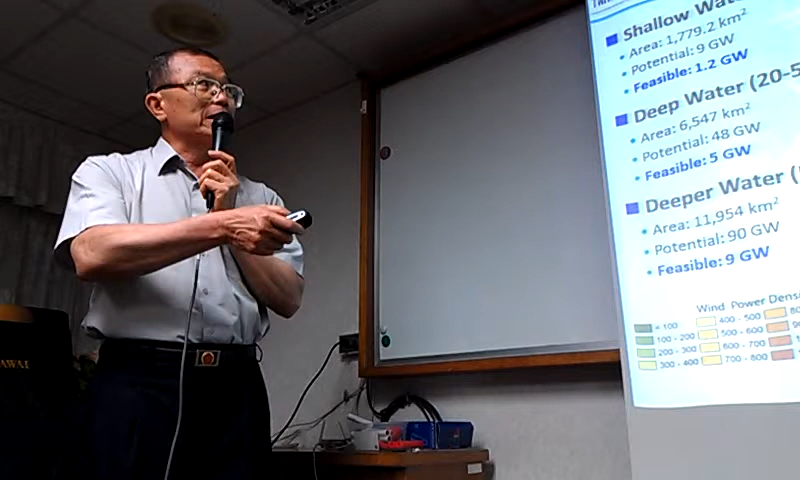 Shallow Wat
Area: 1,779.2 km²
Potential: 9 GW
Feasible: 1.2 GW
Deep Water (20-5
Area: 6,547 km²
Potential: 48 GW
Feasible: 5 GW
Deeper Water (
Area: 11,954 km²
Potential: 90 GW
Feasible: 9 GW
Wind Power Densi
< 100
400 - 500
100 - 200
500 - 600
200 - 300
600 - 700
300 - 400
700 - 800
KAWAI